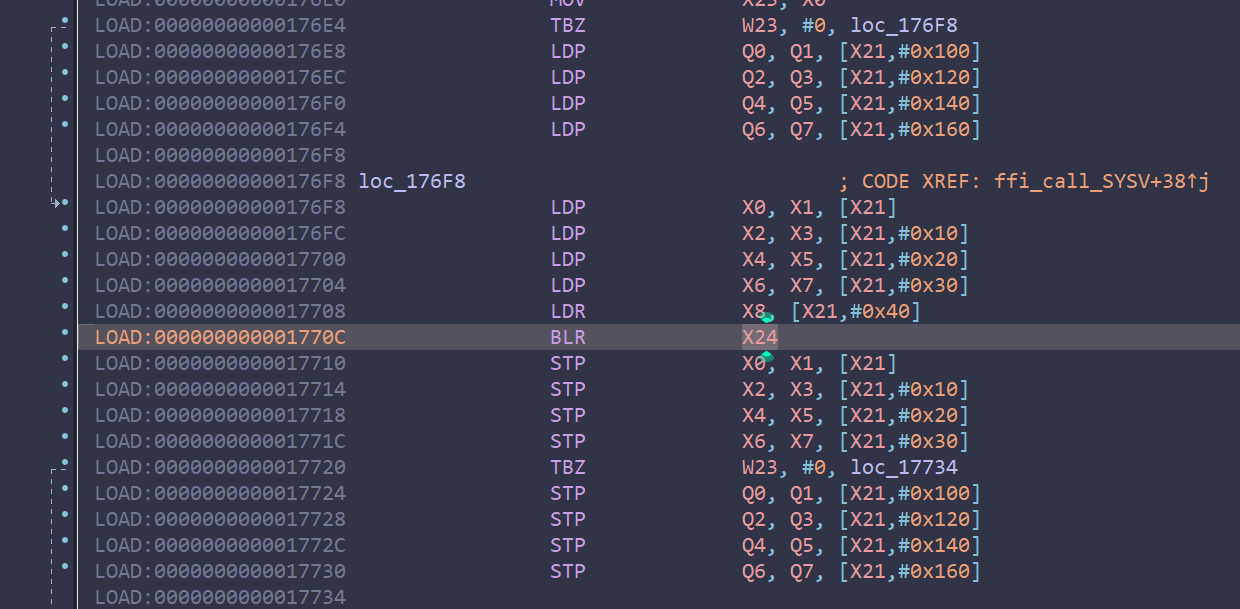 LOAD:00000000000176E0 MOV X23, X0
LOAD:00000000000176E4 TBZ W23, #0, loc_176F8
LOAD:00000000000176E8 LDP Q0, Q1, [X21,#0x100]
LOAD:00000000000176EC LDP Q2, Q3, [X21,#0x120]
LOAD:00000000000176F0 LDP Q4, Q5, [X21,#0x140]
LOAD:00000000000176F4 LDP Q6, Q7, [X21,#0x160]
LOAD:00000000000176F8
LOAD:00000000000176F8 loc_176F8 ; CODE XREF: ffi_call_SYSV+38↑j
LOAD:00000000000176F8 LDP X0, X1, [X21]
LOAD:00000000000176FC LDP X2, X3, [X21,#0x10]
LOAD:0000000000017700 LDP X4, X5, [X21,#0x20]
LOAD:0000000000017704 LDP X6, X7, [X21,#0x30]
LOAD:0000000000017708 LDR X8, [X21,#0x40]
LOAD:000000000001770C BLR X24
LOAD:0000000000017710 STP X0, X1, [X21]
LOAD:0000000000017714 STP X2, X3, [X21,#0x10]
LOAD:0000000000017718 STP X4, X5, [X21,#0x20]
LOAD:000000000001771C STP X6, X7, [X21,#0x30]
LOAD:0000000000017720 TBZ W23, #0, loc_17734
LOAD:0000000000017724 STP Q0, Q1, [X21,#0x100]
LOAD:0000000000017728 STP Q2, Q3, [X21,#0x120]
LOAD:000000000001772C STP Q4, Q5, [X21,#0x140]
LOAD:0000000000017730 STP Q6, Q7, [X21,#0x160]
LOAD:0000000000017734